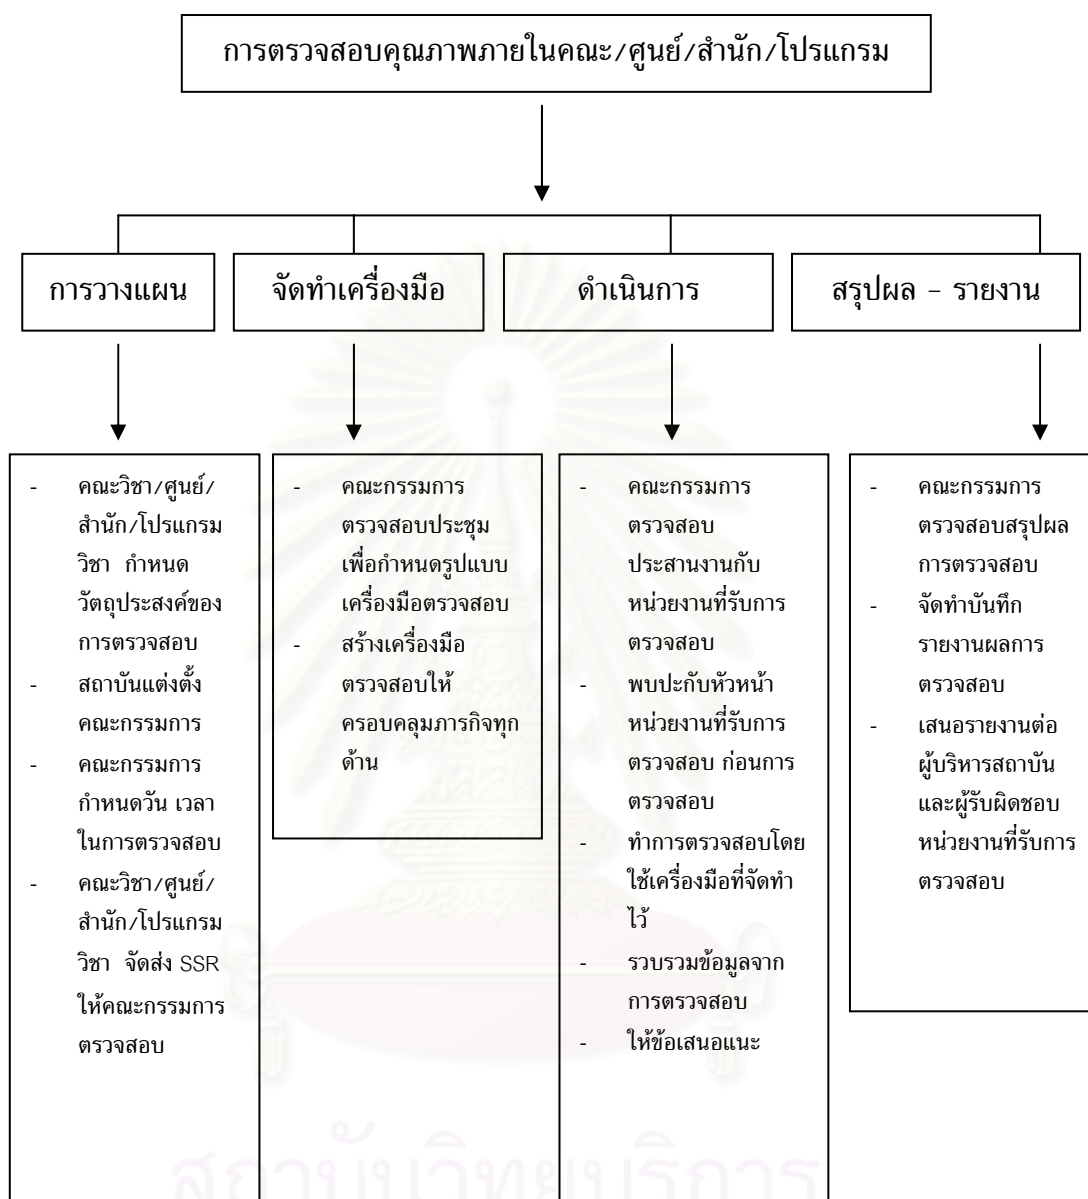 การตรวจสอบคุณภาพภายในคณะ/ศูนย์/สำนัก/โปรแกรม
การวางแผน
จัดทำเครื่องมือ
ดำเนินการ
สรุปผล – รายงาน
- คณะวิชา/ศูนย์/
สำนัก/โปรแกรม
วิชา กำหนด
วัตถุประสงค์ของ
การตรวจสอบ
- สถาบันแต่งตั้ง
คณะกรรมการ
- คณะกรรมการ
กำหนดวัน เวลา
ในการตรวจสอบ
- คณะวิชา/ศูนย์/
สำนัก/โปรแกรม
วิชา จัดส่ง SSR
ให้คณะกรรมการ
ตรวจสอบ
- คณะกรรมการ
ตรวจสอบประชุม
เพื่อกำหนดรูปแบบ
เครื่องมือตรวจสอบ
- สร้างเครื่องมือ
ตรวจสอบให้
ครอบคลุมภารกิจทุก
ด้าน
- คณะกรรมการ
ตรวจสอบ
ประสานงานกับ
หน่วยงานที่รับการ
ตรวจสอบ
- พบปะกับหัวหน้า
หน่วยงานที่รับการ
ตรวจสอบ ก่อนการ
ตรวจสอบ
- ทำการตรวจสอบโดย
ใช้เครื่องมือที่จัดทำ
ไว้
- รวบรวมข้อมูลจาก
การตรวจสอบ
- ให้ข้อเสนอแนะ
- คณะกรรมการ
ตรวจสอบสรุปผล
การตรวจสอบ
- จัดทำบันทึก
รายงานผลการ
ตรวจสอบ
- เสนอรายงานต่อ
ผู้บริหารสถาบัน
และผู้รับผิดชอบ
หน่วยงานที่รับการ
ตรวจสอบ
สถาบันวิทยบริการ